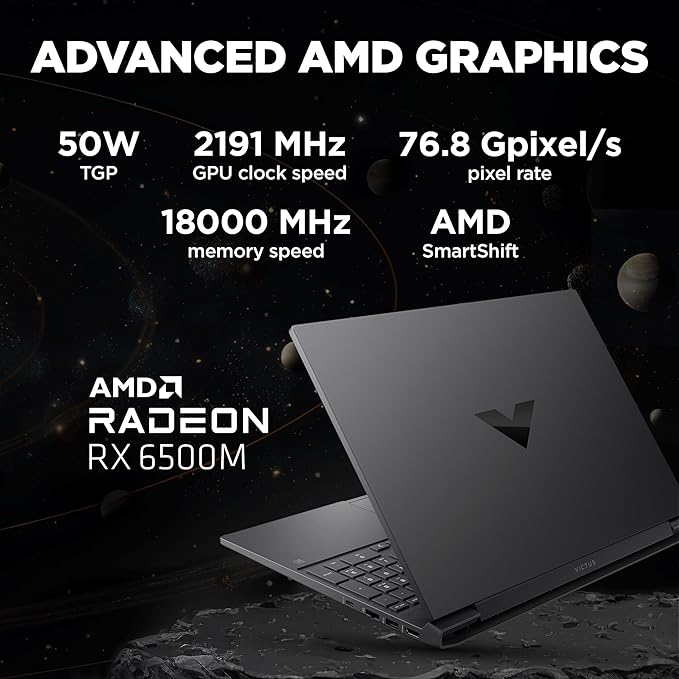 ADVANCED AMD GRAPHICS
50W
TGP
2191 MHz
GPU clock speed
76.8 Gpixel/s
pixel rate
18000 MHz
memory speed
AMD
SmartShift
AMD
RADEON
RX 6500M
VICTUS